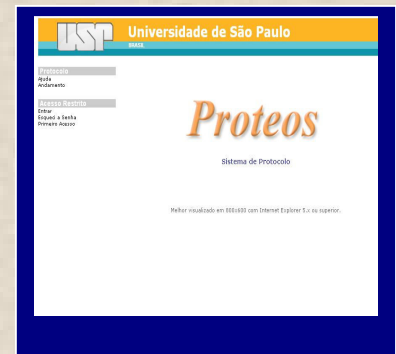 USP
Universidade de São Paulo
BRASIL
Protocolo
Ajuda
Andamento
Acesso Restrito
Entrar
Esqueci a Senha
Primeiro Acesso
Proteos
Sistema de Protocolo
Melhor visualizado em 800x600 com Internet Explorer 5.x ou superior.